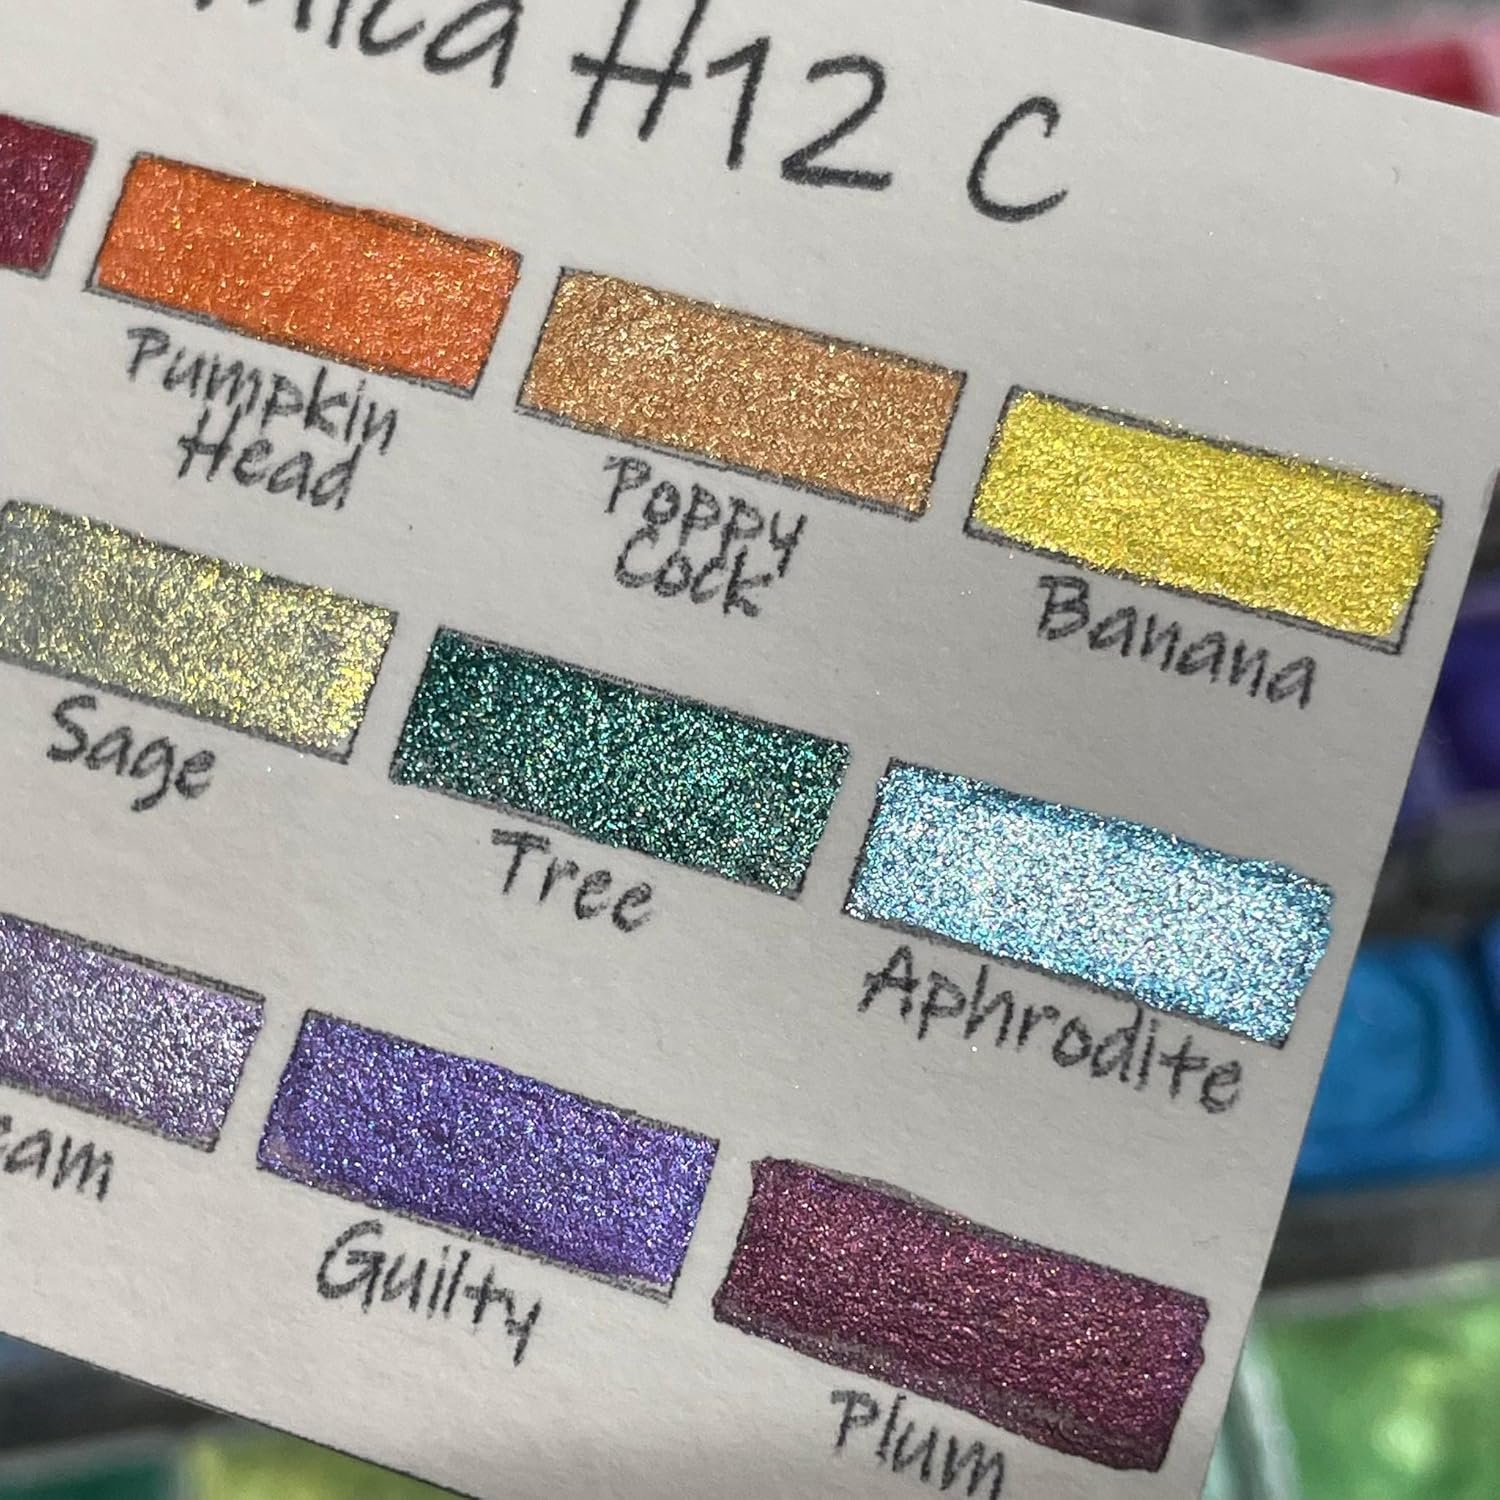 H12 C
Pumpkin
Head
Poppy
Cock
Banana
Sage
Tree
Aphrodite
Guilty
Plum